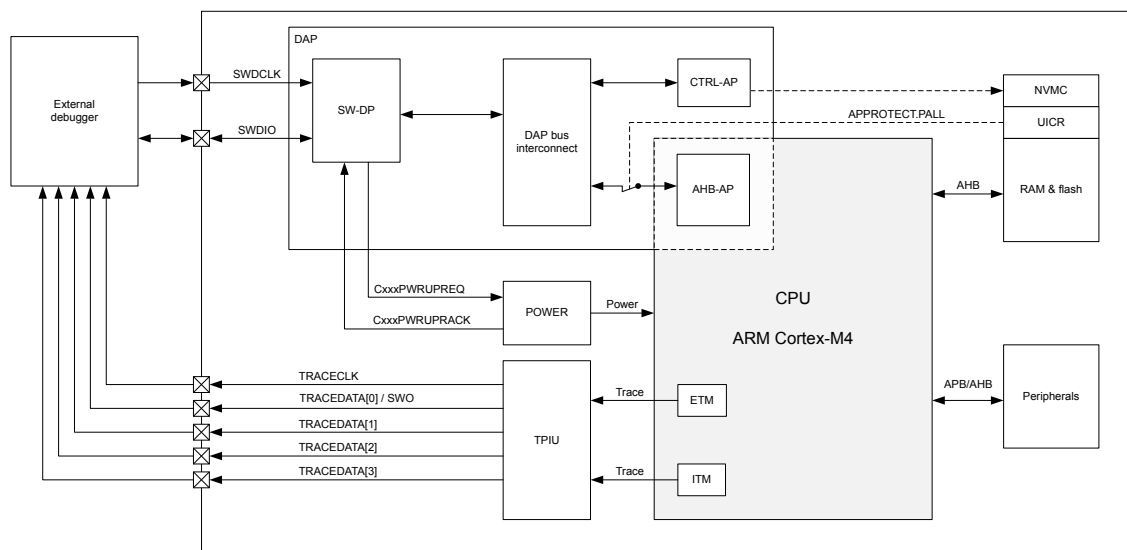 DAP
External
debugger
SWDCLK
SWDIO
SW-DP
DAP bus
interconnect
CTRL-AP
NVMC
UICR
APPROTECT.PALL
AHB-AP
AHB
RAM & flash
CxxxPWRUPREQ
CxxxPWRUPRACK
POWER
Power
CPU
ARM Cortex-M4
TRACECLK
TRACEDATA[0] / SWO
TRACEDATA[1]
TRACEDATA[2]
TRACEDATA[3]
TPIU
Trace
ETM
Trace
ITM
APB/AHB
Peripherals